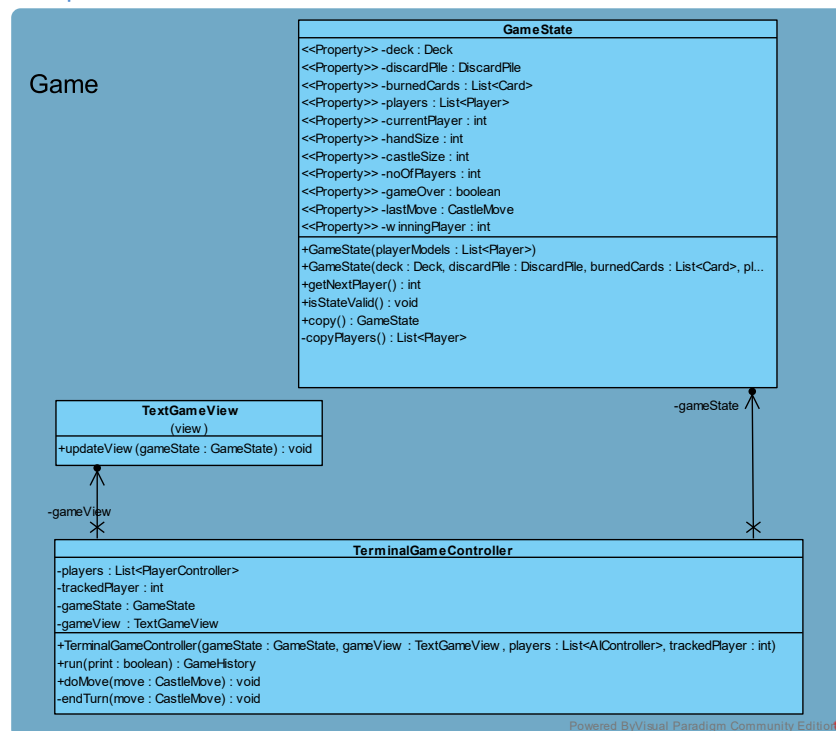 Game
GameState
<<Property>> -deck : Deck
<<Property>> -discardPile : DiscardPile
<<Property>> -burnedCards : List<Card>
<<Property>> -players : List<Player>
<<Property>> -currentPlayer : int
<<Property>> -handSize : int
<<Property>> -castleSize : int
<<Property>> -noOfPlayers : int
<<Property>> -gameOver : boolean
<<Property>> -lastMove : CastleMove
<<Property>> -winningPlayer : int
+GameState(playerModels : List<Player>)
+GameState(deck : Deck, discardPile : DiscardPile, burnedCards : List<Card>, pl...
+getNextPlayer() : int
+isStateValid() : void
+copy() : GameState
-copyPlayers() : List<Player>
-gameState
TextGameView
(view)
+updateView(gameState : GameState) : void
-gameView
TerminalGameController
-players : List<PlayerController>
-trackedPlayer : int
-gameState : GameState
-gameView : TextGameView
+TerminalGameController(gameState : GameState, gameView : TextGameView, players : List<AIController>, trackedPlayer : int)
+run(print : boolean) : GameHistory
+doMove(move : CastleMove) : void
-endTurn(move : CastleMove) : void
Powered ByVisual Paradigm Community Edition